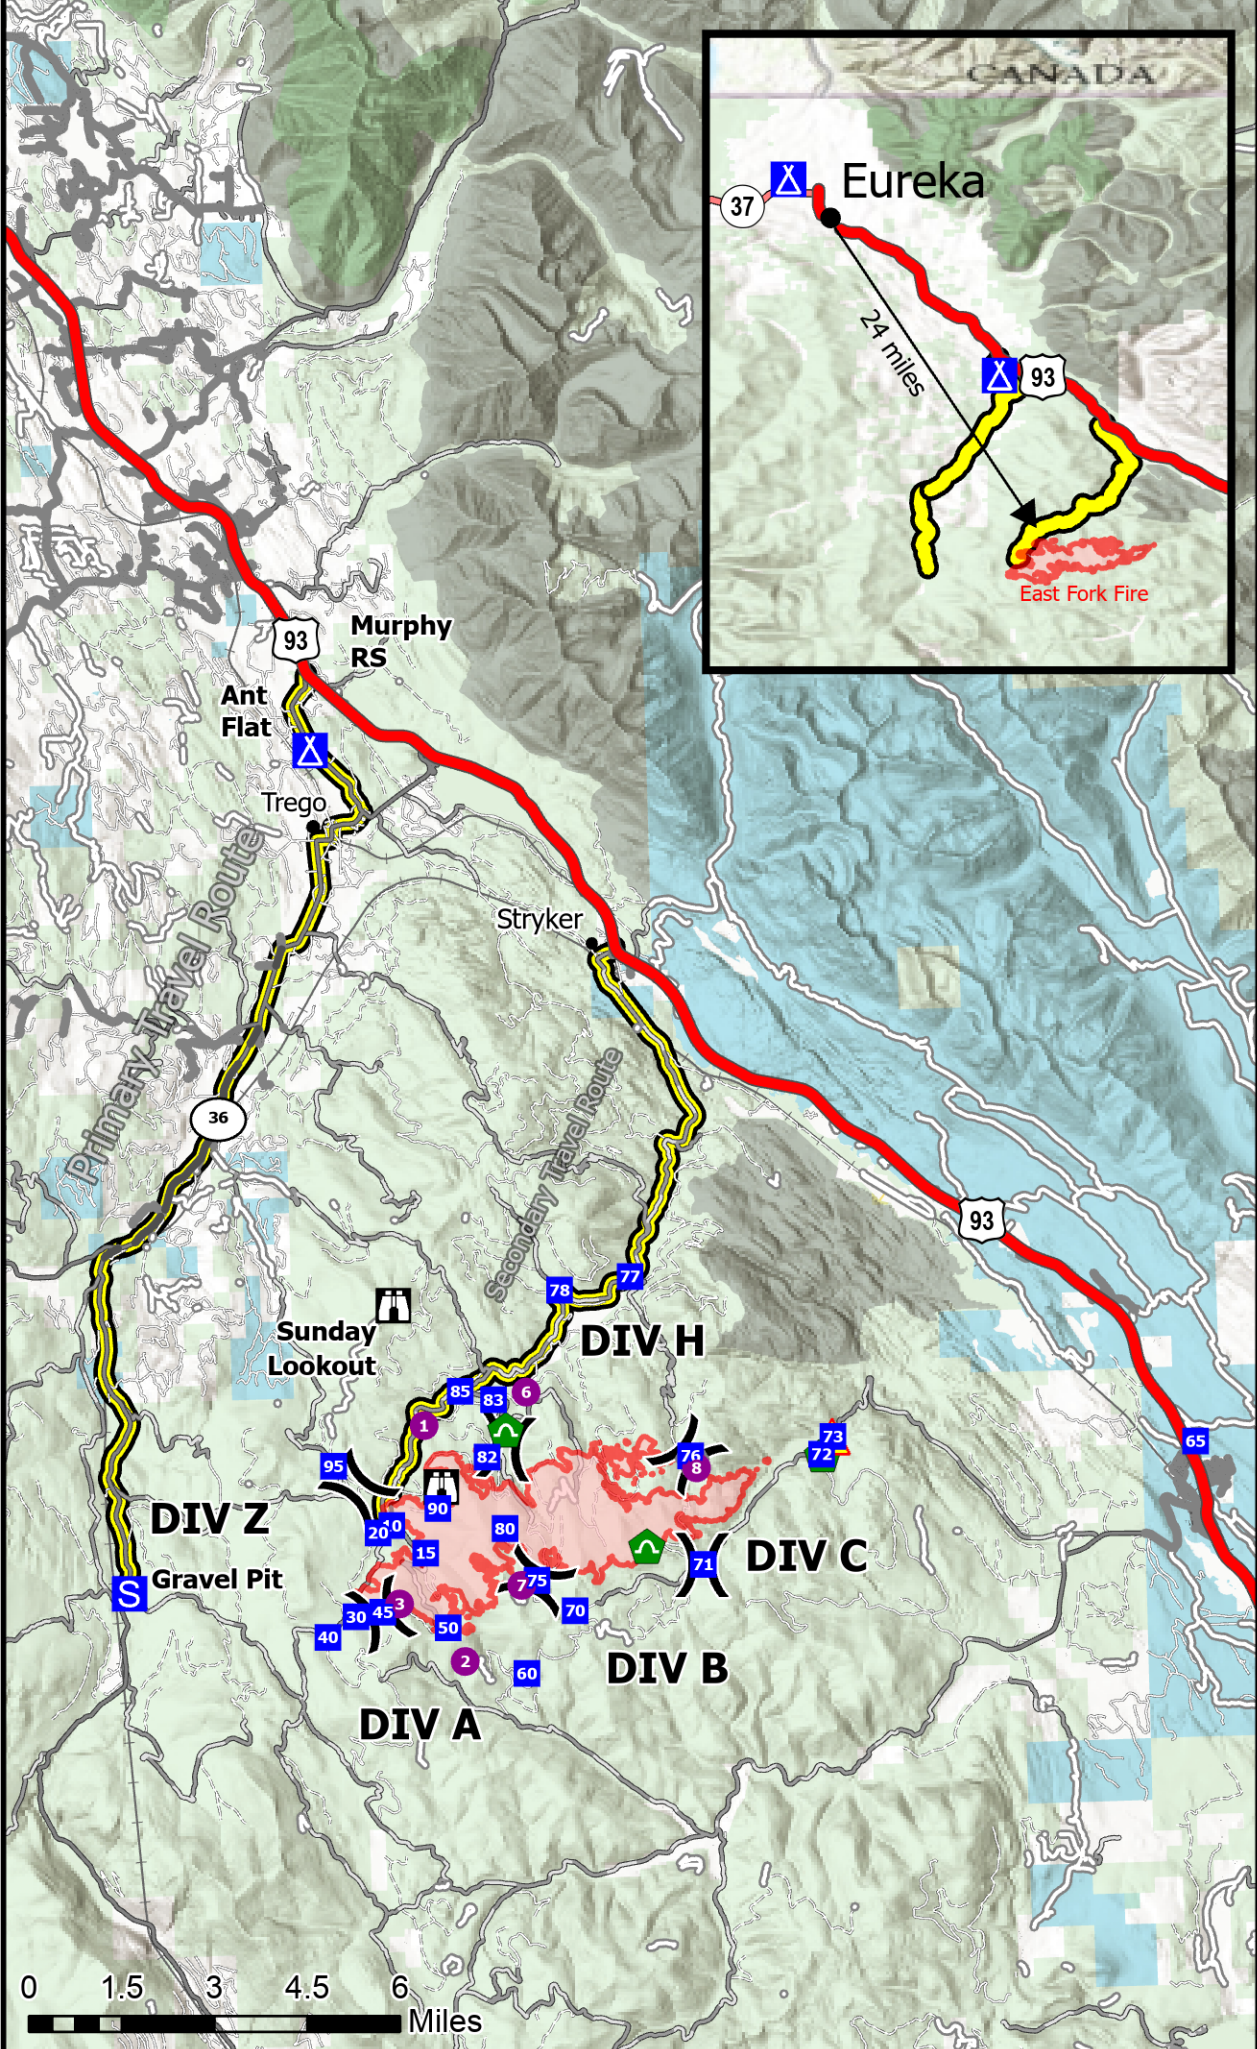 CANADA
Eureka
37
24 miles
93
East Fork Fire
93
Murphy
RS
Ant
Flat
Trego
Primary Travel Route
Stryker
36
Secondary Travel Route
93
77
78
Sunday
Lookout
DIV H
85
83
6
1
73
72
65
82
76
8
95
90
DIV Z
20
10
80
15
DIV C
71
S
Gravel Pit
7
75
3
45
30
70
40
50
2
60
DIV B
DIV A
0 1.5 3 4.5 6
Miles